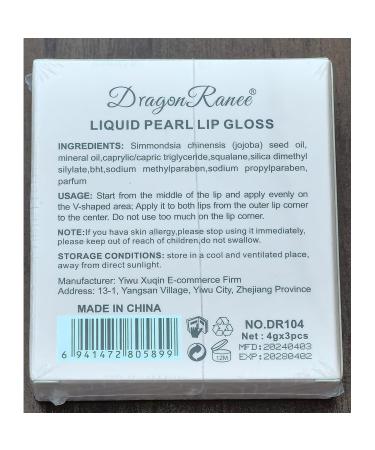 DragonRanee®
LIQUID PEARL LIP GLOSS
INGREDIENTS: Simmondsia chinensis (jojoba) seed oil,
mineral oil,caprylic/capric triglyceride,squalane,silica dimethyl
silylate,bht,sodium methylparaben,sodium propylparaben,
parfum
USAGE: Start from the middle of the lip and apply evenly on
the V-shaped area; Apply it to both lips from the outer lip corner
to the center. Do not use too much on the lip corner.
NOTE:If you hava skin allergy,please stop using it immediately,
please keep out of reach of children,do not swallow.
STORAGE CONDITIONS: store in a cool and ventilated place,
away from direct sunlight.
Manufacturer: Yiwu Xuqin E-commerce Firm
Address: 13-1, Yangsan Village, Yiwu City, Zhejiang Province
MADE IN CHINA
NO.DR104
Net : 4gx3pcs
MFD: 20240403
EXP: 20280402
12M
6 941472 805899